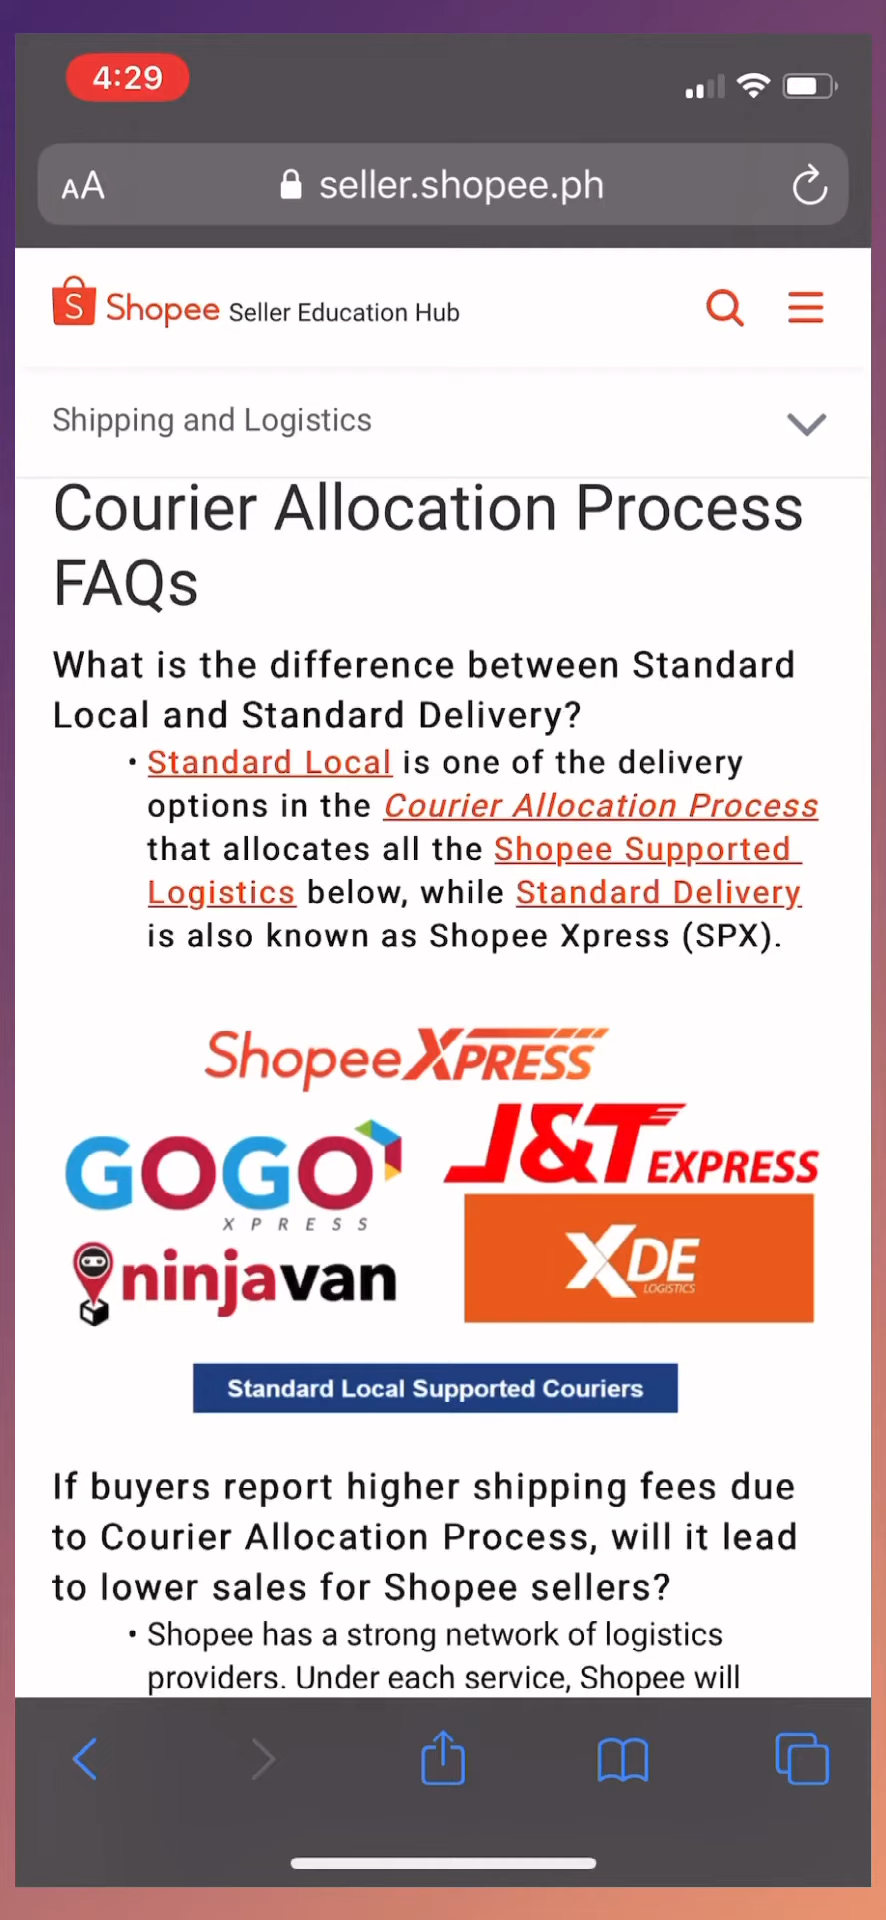 4:29
AA
seller.shopee.ph
S Shopee Seller Education Hub
Shipping and Logistics
Courier Allocation Process
FAQs
What is the difference between Standard
Local and Standard Delivery?
• Standard Local is one of the delivery
options in the Courier Allocation Process
that allocates all the Shopee Supported
Logistics below, while Standard Delivery
is also known as Shopee Xpress (SPX).
Shopee XPRESS
GOGO
XPRESS
J&T EXPRESS
ninjavan
XDE
LOGISTICS
Standard Local Supported Couriers
If buyers report higher shipping fees due
to Courier Allocation Process, will it lead
to lower sales for Shopee sellers?
• Shopee has a strong network of logistics
providers. Under each service, Shopee will